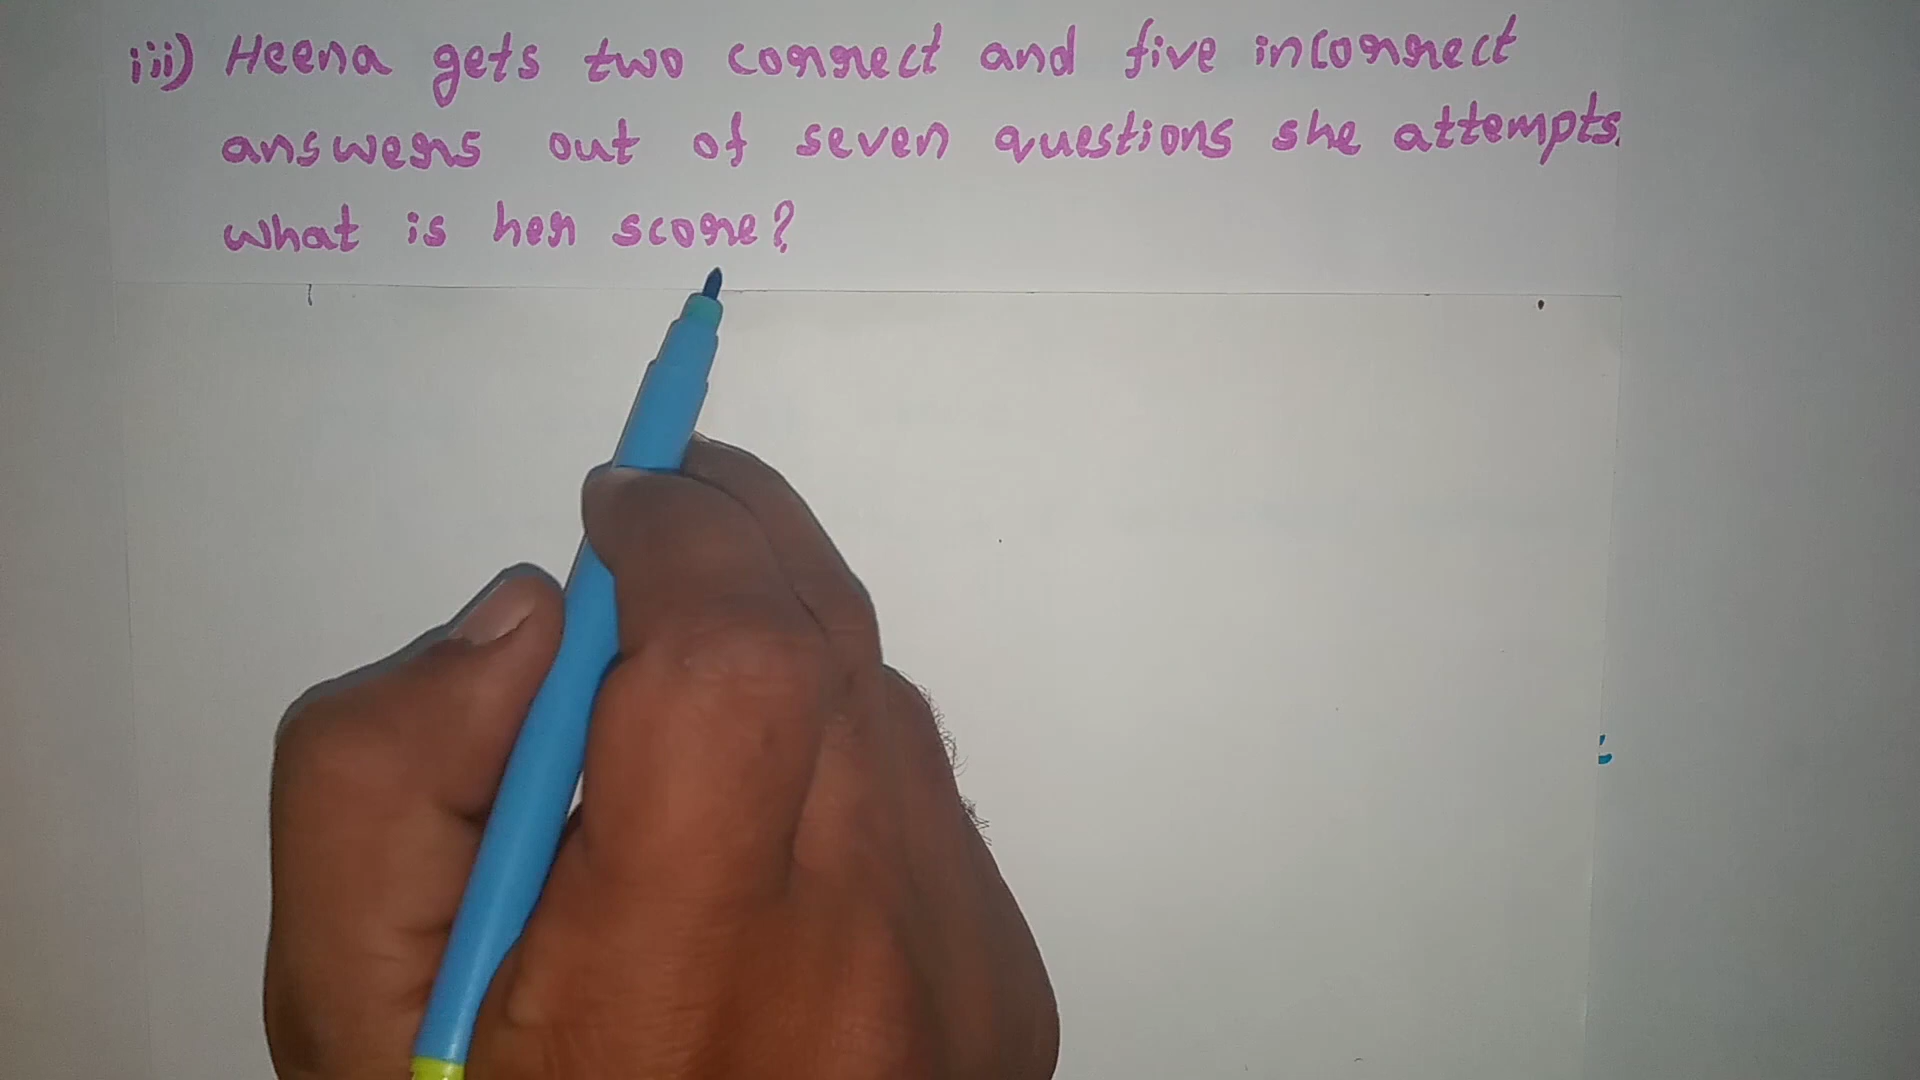 iii) Heena gets two correct and five incorrect
answers out of seven questions she attempts.
what is her score?